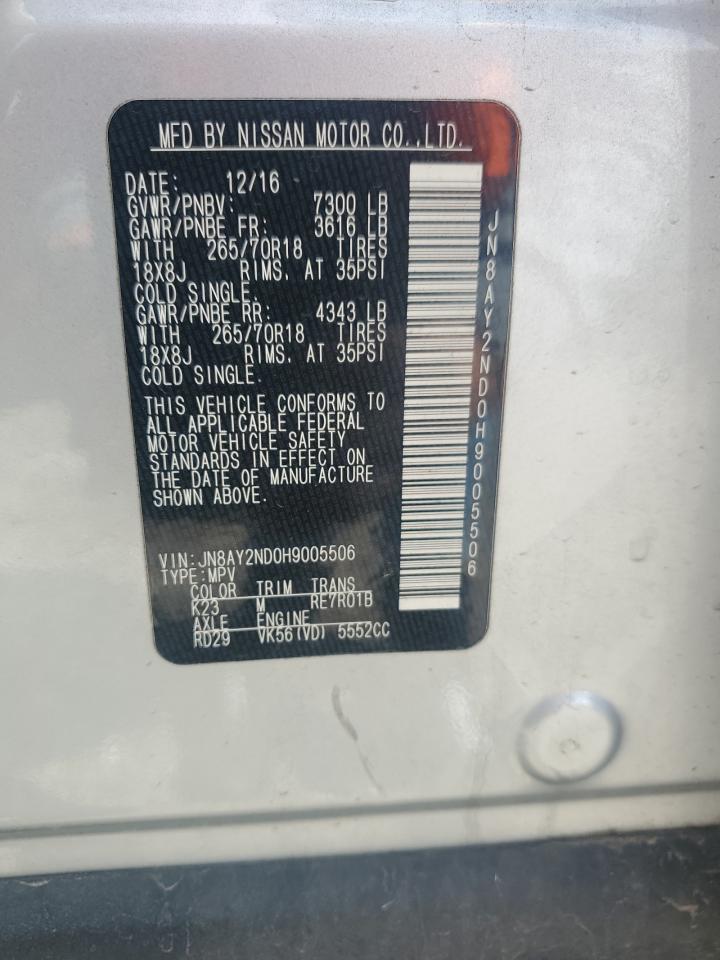 MFD BY NISSAN MOTOR CO.,LTD.
DATE: 12/16
GVWR/PNBV: 7300 LB
GAWR/PNBE FR: 3616 LB
WITH 265/70R18 TIRES
18X8J RIMS. AT 35PSI
COLD SINGLE.
GAWR/PNBE RR: 4343 LB
WITH 265/70R18 TIRES
18X8J RIMS. AT 35PSI
COLD SINGLE.
THIS VEHICLE CONFORMS TO
ALL APPLICABLE FEDERAL
MOTOR VEHICLE SAFETY
STANDARDS IN EFFECT ON
THE DATE OF MANUFACTURE
SHOWN ABOVE.
VIN:JN8AY2ND0H9005506
TYPE:MPV
COLOR TRIM TRANS
K23 M RE7R01B
AXLE ENGINE
RD29 VK56(VD) 5552CC
JN8AY2ND0H9005506